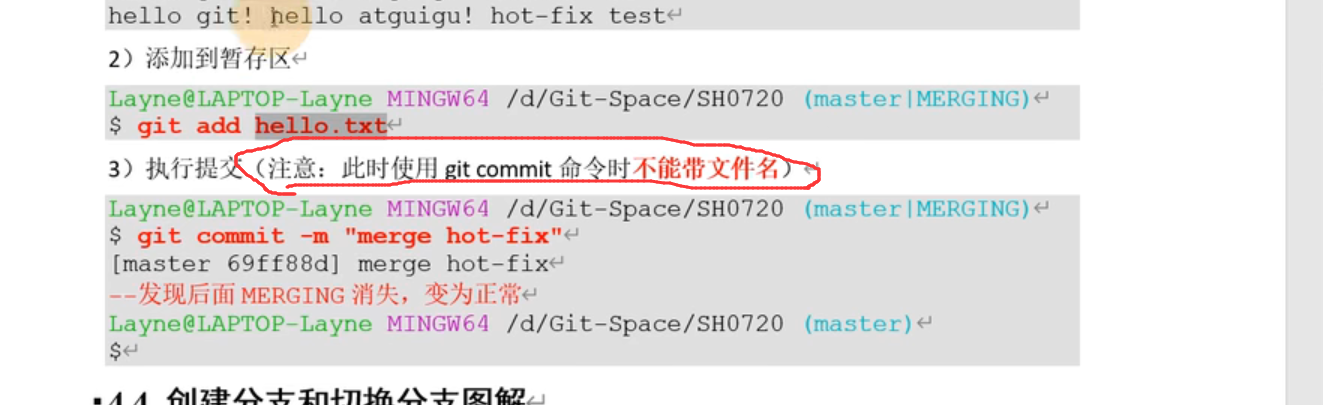 hello git! hello atguigu! hot-fix test↵
2）添加到暂存区↵
Layne@LAPTOP-Layne MINGW64 /d/Git-Space/SH0720 (master|MERGING)↵
$ git add hello.txt↵
3）执行提交（注意：此时使用 git commit 命令时不能带文件名）↵
Layne@LAPTOP-Layne MINGW64 /d/Git-Space/SH0720 (master|MERGING)↵
$ git commit -m "merge hot-fix"↵
[master 69ff88d] merge hot-fix↵
--发现后面 MERGING 消失，变为正常↵
Layne@LAPTOP-Layne MINGW64 /d/Git-Space/SH0720 (master)↵
$↵
4.4 创建分支和切换分支图解↵